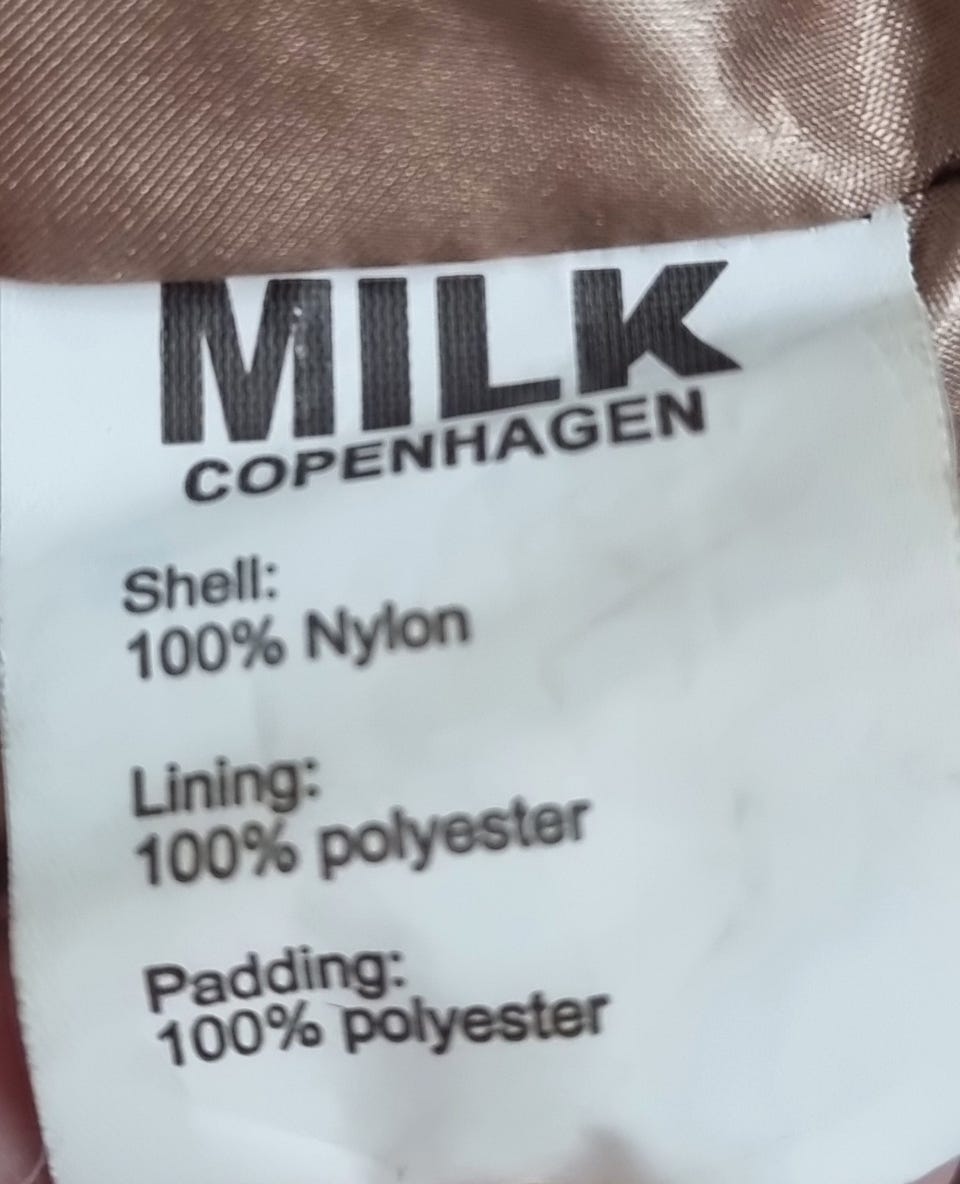 MILK
COPENHAGEN
Shell:
100% Nylon
Lining:
100% polyester
Padding:
100% polyester